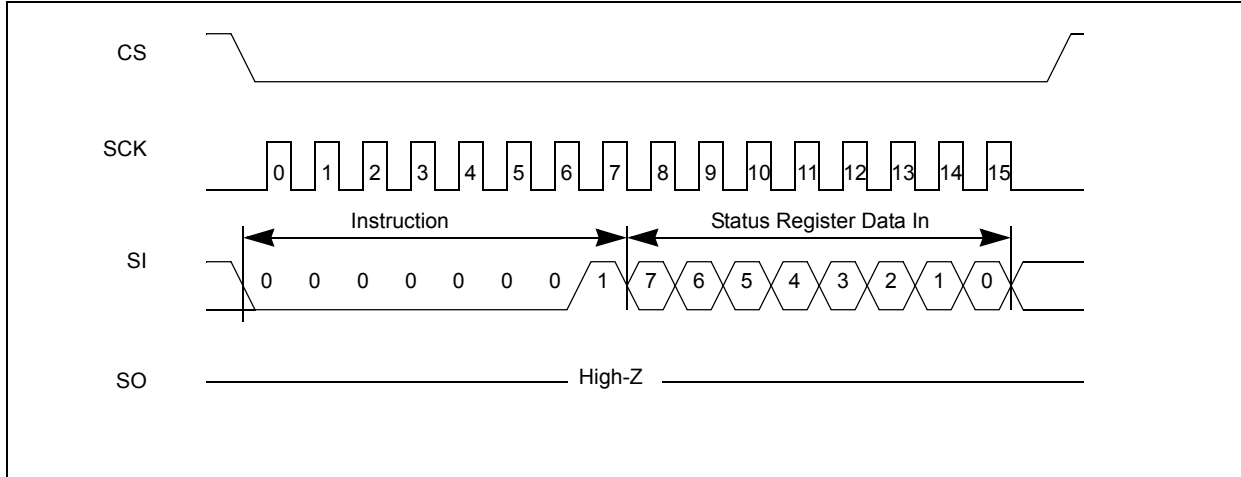 CS
SCK
0 1 2 3 4 5 6 7 8 9 10 11 12 13 14 15
Instruction Status Register Data In
SI
0 0 0 0 0 0 0 1 7 6 5 4 3 2 1 0
SO
High-Z